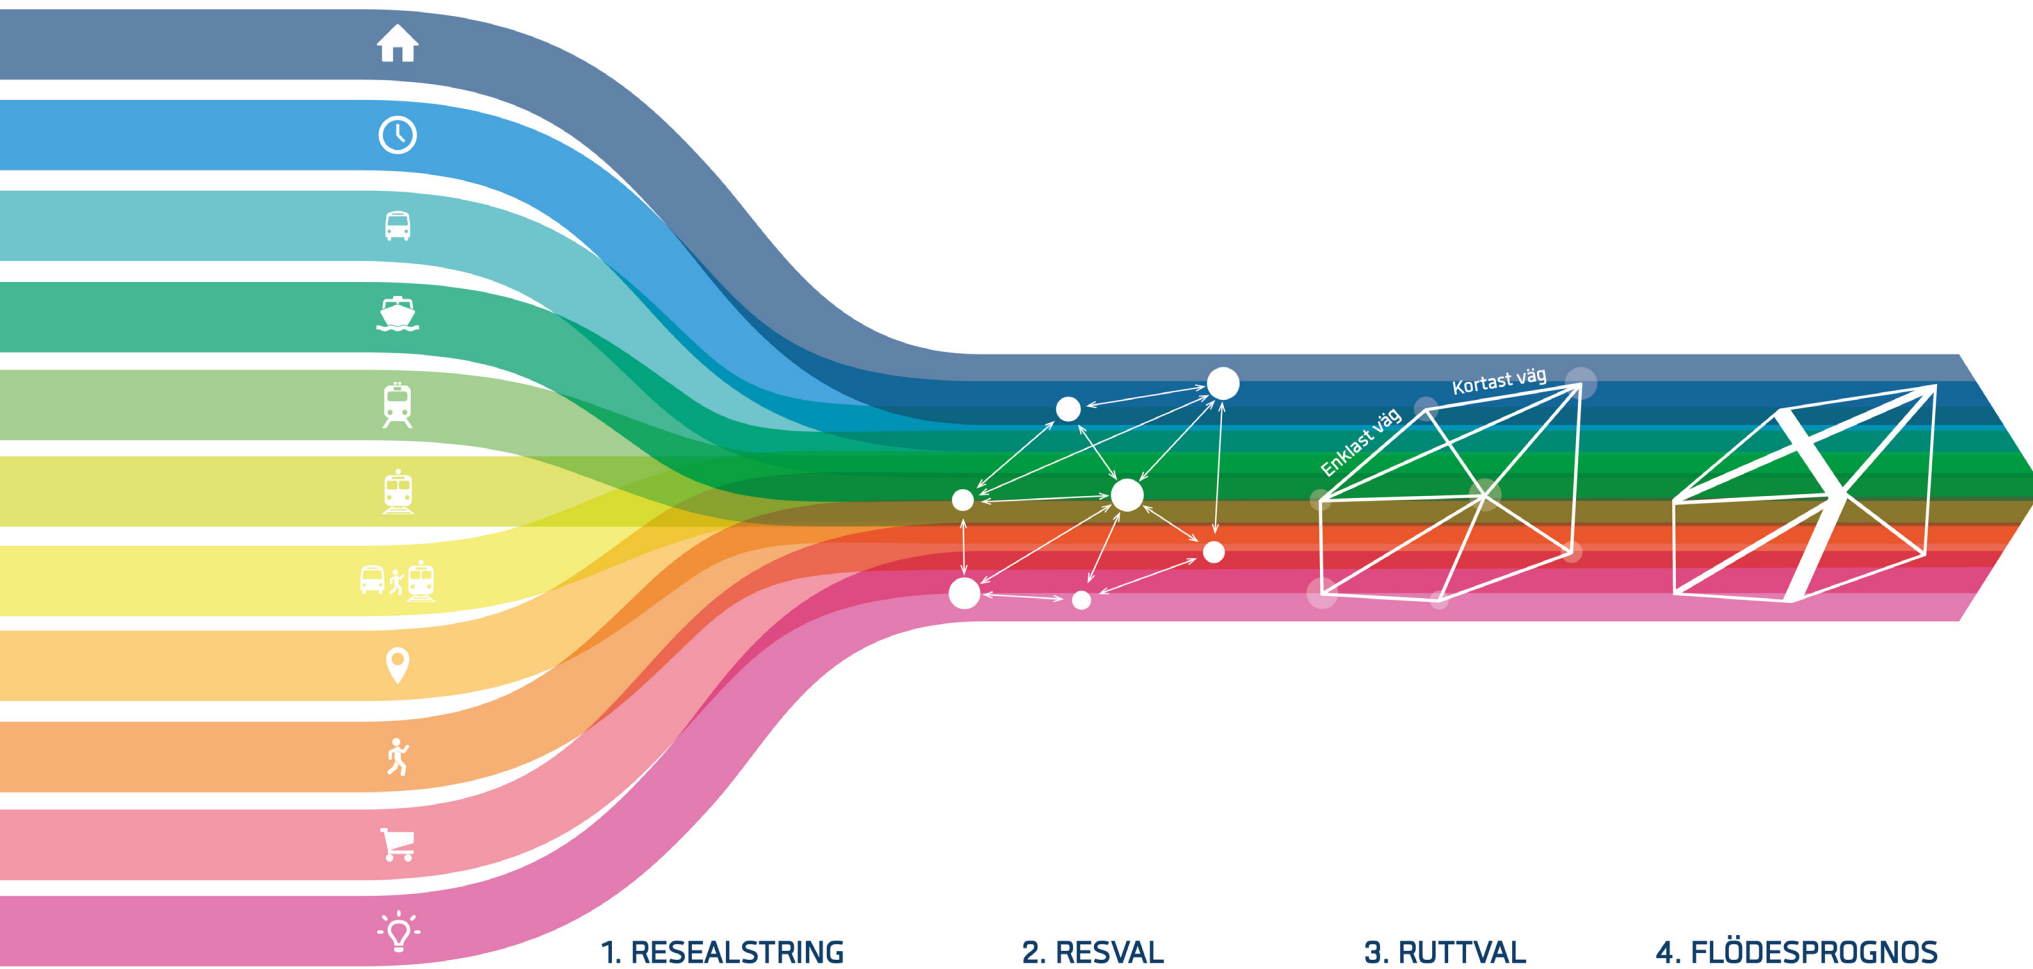 Kortast väg
Enklast väg
1. RESEALSTRING
2. RESVAL
3. RUTTVAL
4. FLÖDESPROGNOS